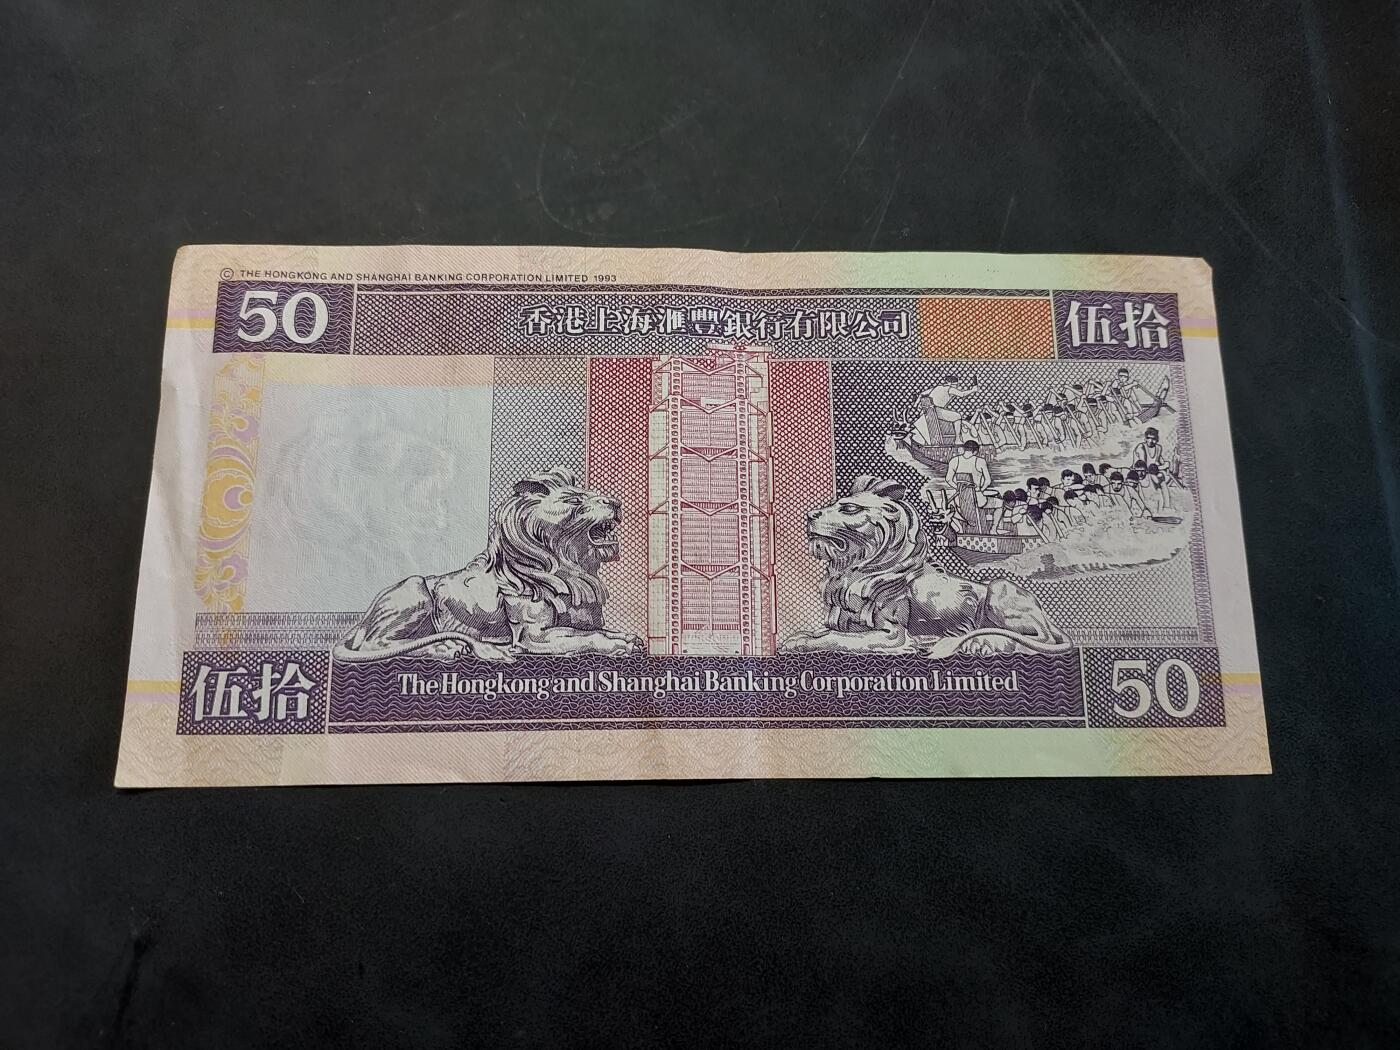 © THE HONGKONG AND SHANGHAI BANKING CORPORATION LIMITED 1993
50 香港上海滙豐銀行有限公司 伍拾
伍拾 The Hongkong and Shanghai Banking Corporation Limited 50